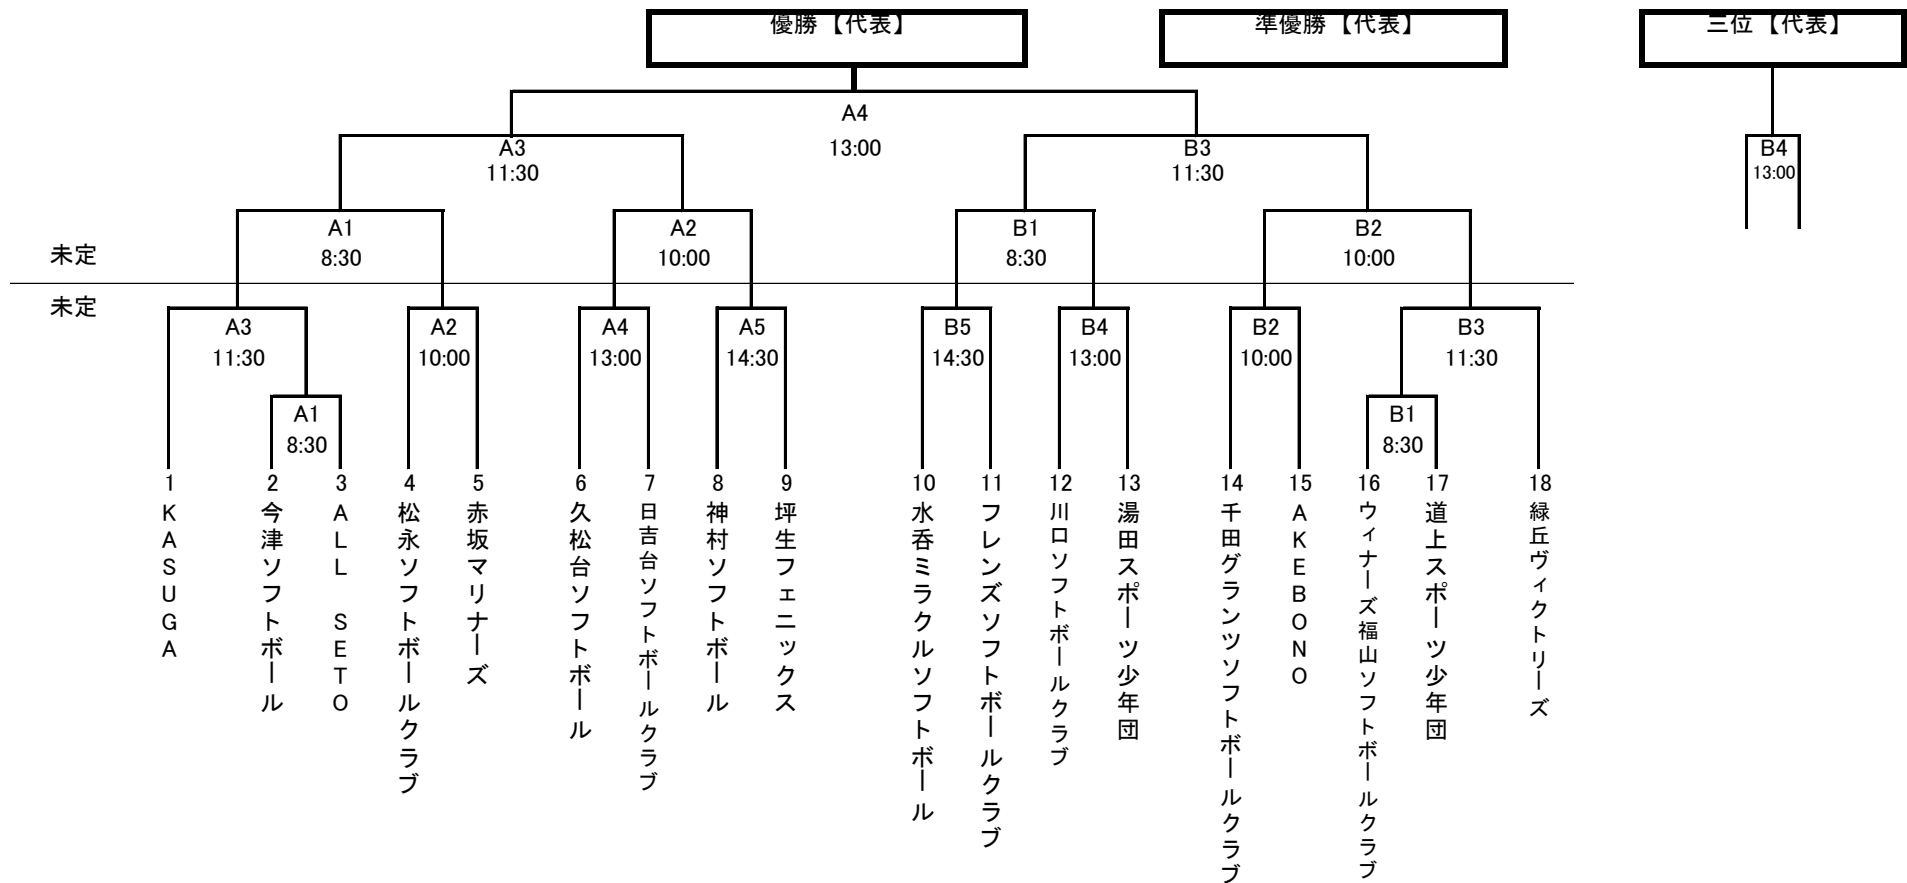 優勝【代表】
準優勝【代表】
三位【代表】
A4
13:00
A3
11:30
B3
11:30
B4
13:00
A1
8:30
A2
10:00
B1
8:30
B2
10:00
未定
未定
A3
11:30
A2
10:00
A4
13:00
A5
14:30
B5
14:30
B4
13:00
B2
10:00
B3
11:30
A1
8:30
B1
8:30
1
KASUGA
2
今津ソフトボール
3
ALL SETO
4
松永ソフトボールクラブ
5
赤坂マリナーズ
6
久松台ソフトボール
7
日吉台ソフトボールクラブ
8
神村ソフトボール
9
坪生フェニックス
10
水呑ミラクルソフトボール
11
フレンズソフトボールクラブ
12
川口ソフトボールクラブ
13
湯田スポーツ少年団
14
千田グランツソフトボールクラブ
15
AKEBONO
16
ウィナーズ福山ソフトボールクラブ
17
道上スポーツ少年団
18
緑丘ヴィクトリーズ